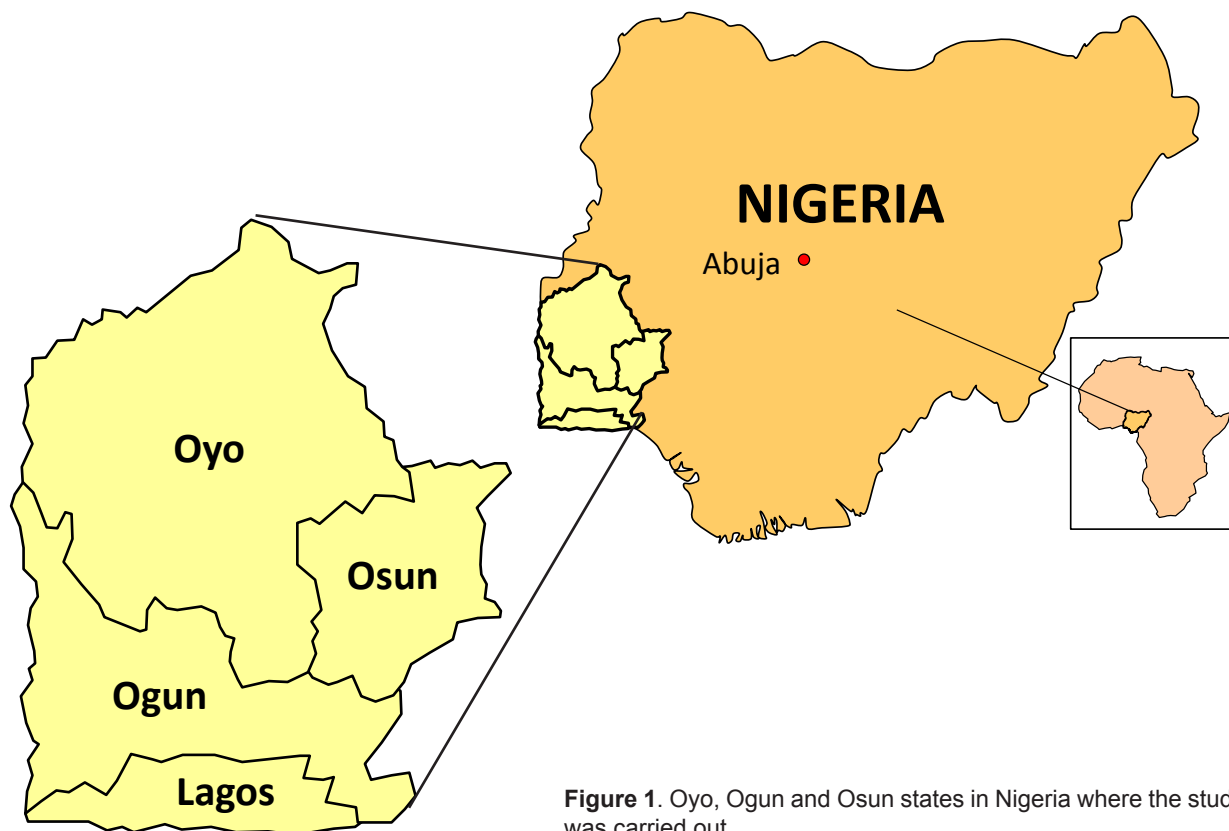 NIGERIA
Abuja
Oyo
Osun
Ogun
Lagos
Figure 1. Oyo, Ogun and Osun states in Nigeria where the stud
was carried out